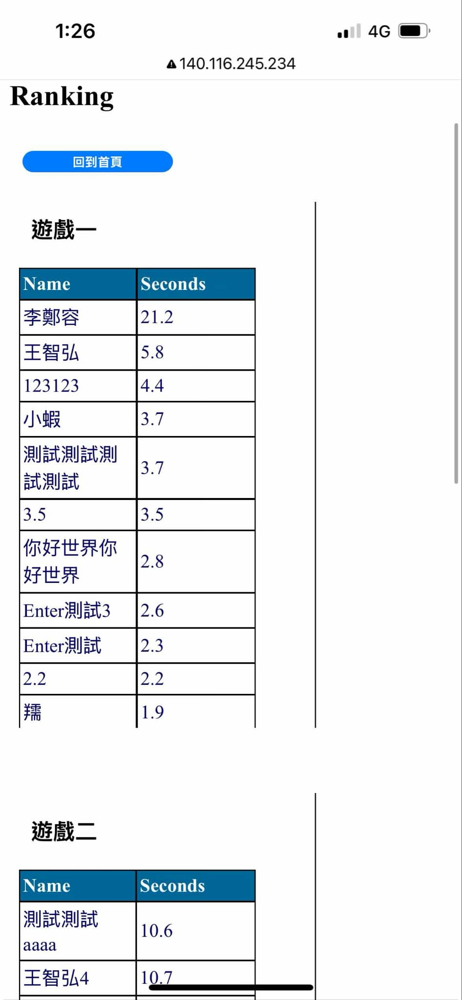 1:26
4G
140.116.245.234
Ranking
回到首頁
遊戲一
Name Seconds
李鄭容 21.2
王智弘 5.8
123123 4.4
小蝦 3.7
測試測試測
試測試 3.7
3.5 3.5
你好世界你
好世界 2.8
Enter測試3 2.6
Enter測試 2.3
2.2 2.2
羺 1.9
遊戲二
Name Seconds
測試測試
aaaa 10.6
王智弘4 10.7